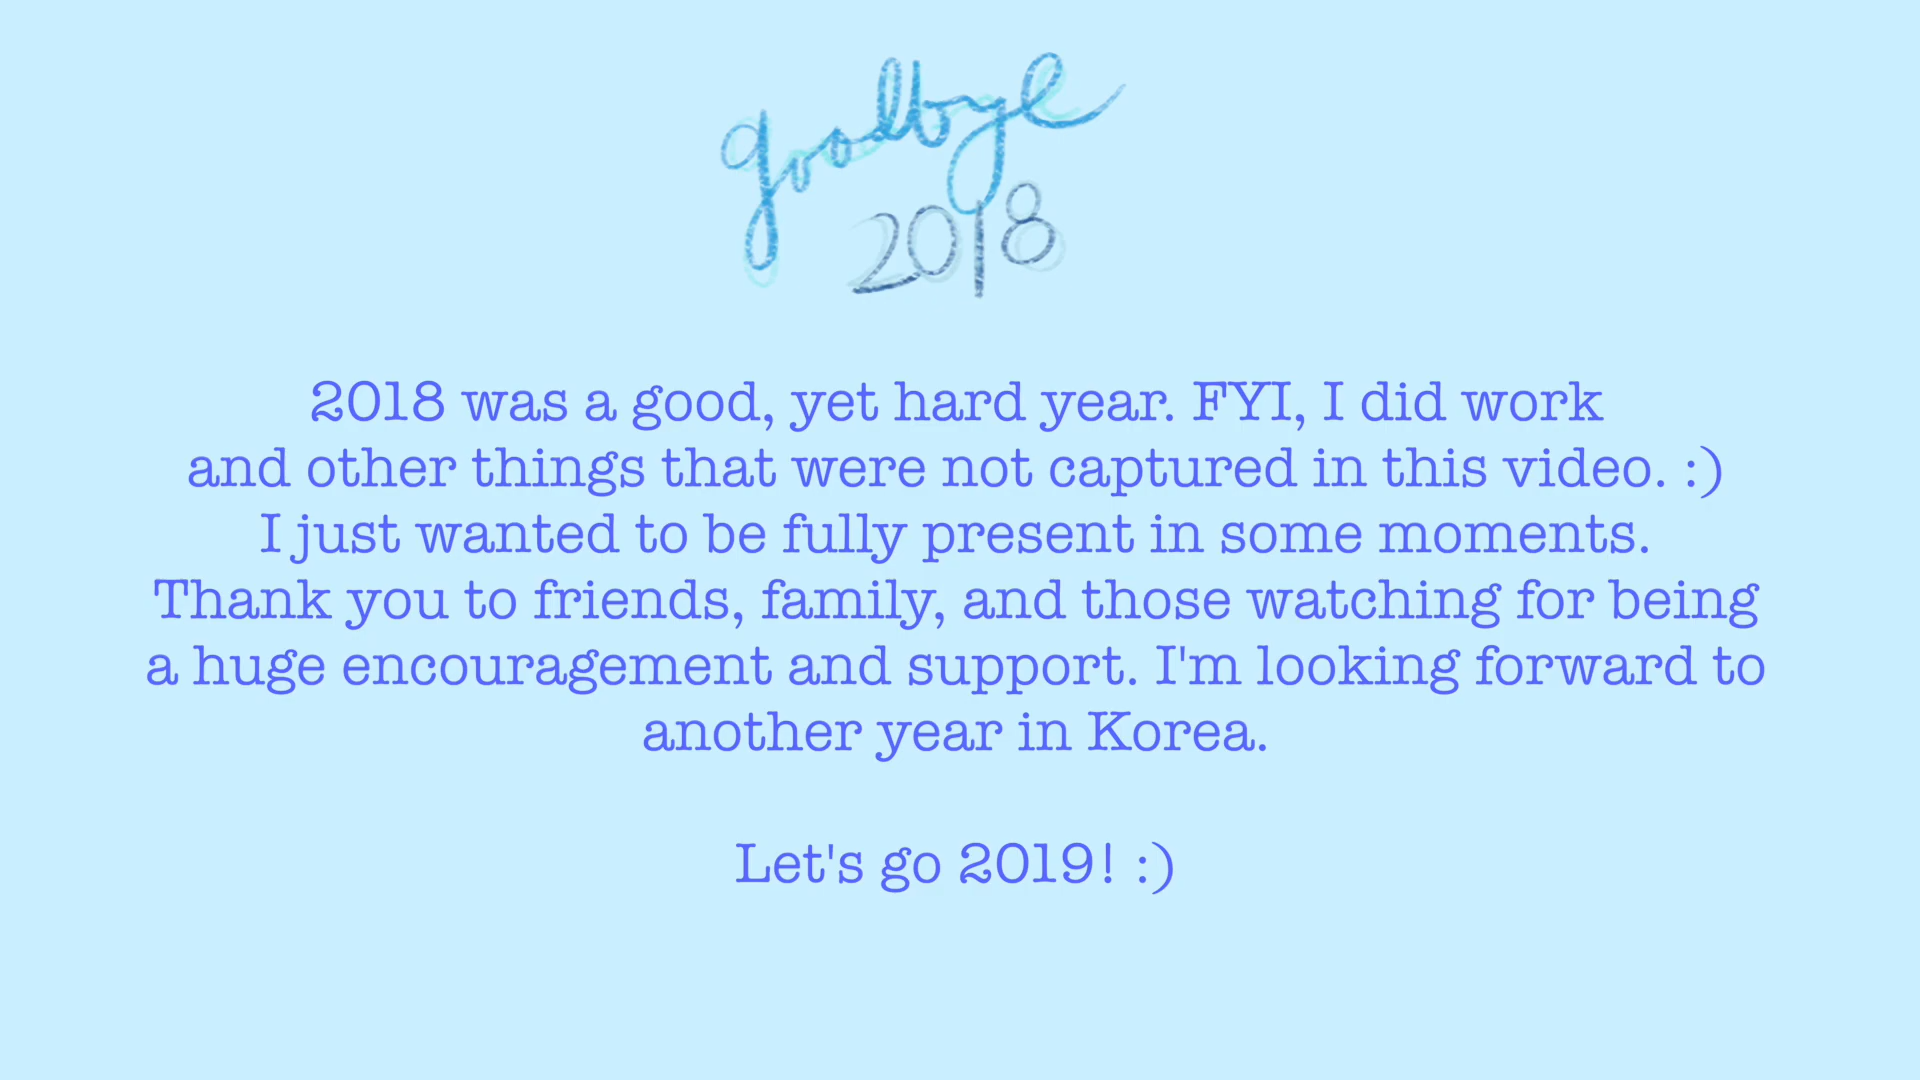 goodbye
2018
2018 was a good, yet hard year. FYI, I did work
and other things that were not captured in this video. :)
I just wanted to be fully present in some moments.
Thank you to friends, family, and those watching for being
a huge encouragement and support. I'm looking forward to
another year in Korea.
Let's go 2019! :)